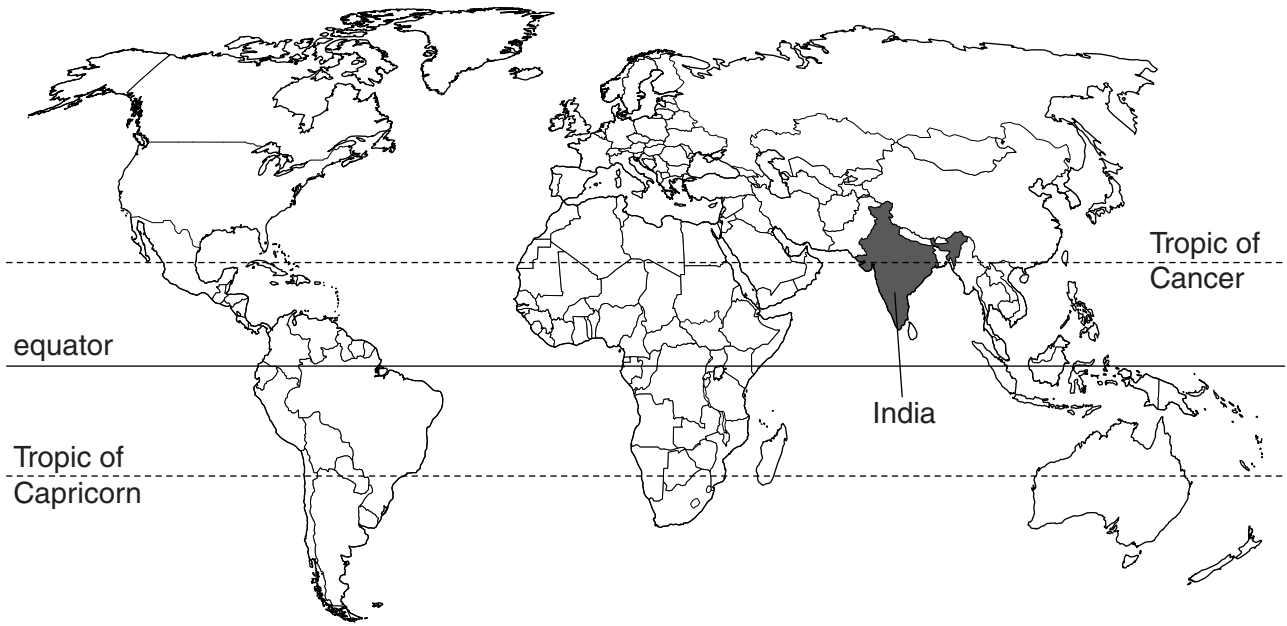 Tropic of
Cancer
equator
India
Tropic of
Capricorn